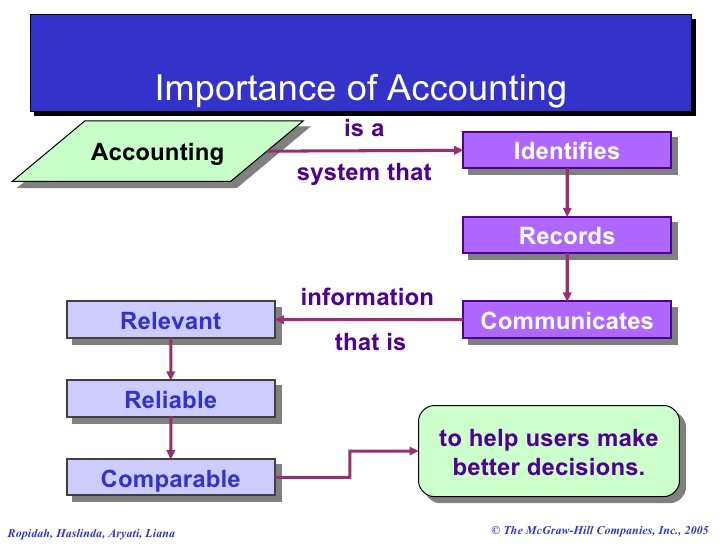 Importance of Accounting
Accounting
is a
system that
Identifies
Records
Communicates
information
that is
Relevant
Reliable
Comparable
to help users make
better decisions.
Ropidah, Haslinda, Aryati, Liana
© The McGraw-Hill Companies, Inc., 2005